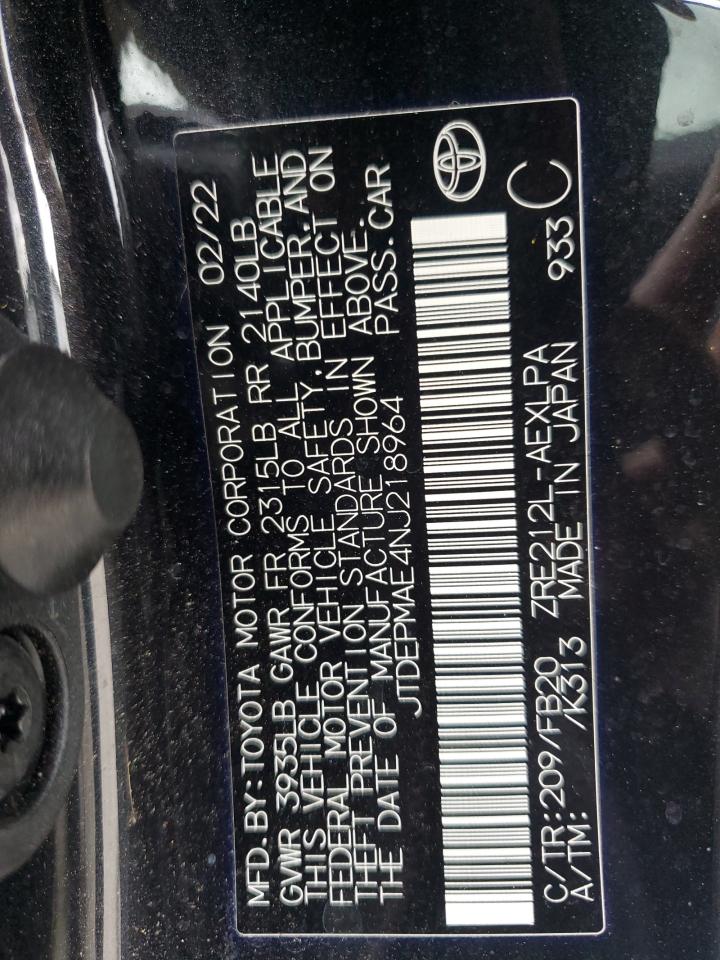 MFD. BY: TOYOTA MOTOR CORPORATION 02/22
GVWR 3935LB GAWR FR 2315LB RR 2140LB
THIS VEHICLE CONFORMS TO ALL APPLICABLE
FEDERAL MOTOR VEHICLE SAFETY, BUMPER, AND
THEFT PREVENTION STANDARDS IN EFFECT ON
THE DATE OF MANUFACTURE SHOWN ABOVE.
JTDEPMAE4NJ218964 PASS. CAR
C/TR: 209/FB20 ZRE212L-AEXLPA 933 C
A/TM: /K313 MADE IN JAPAN